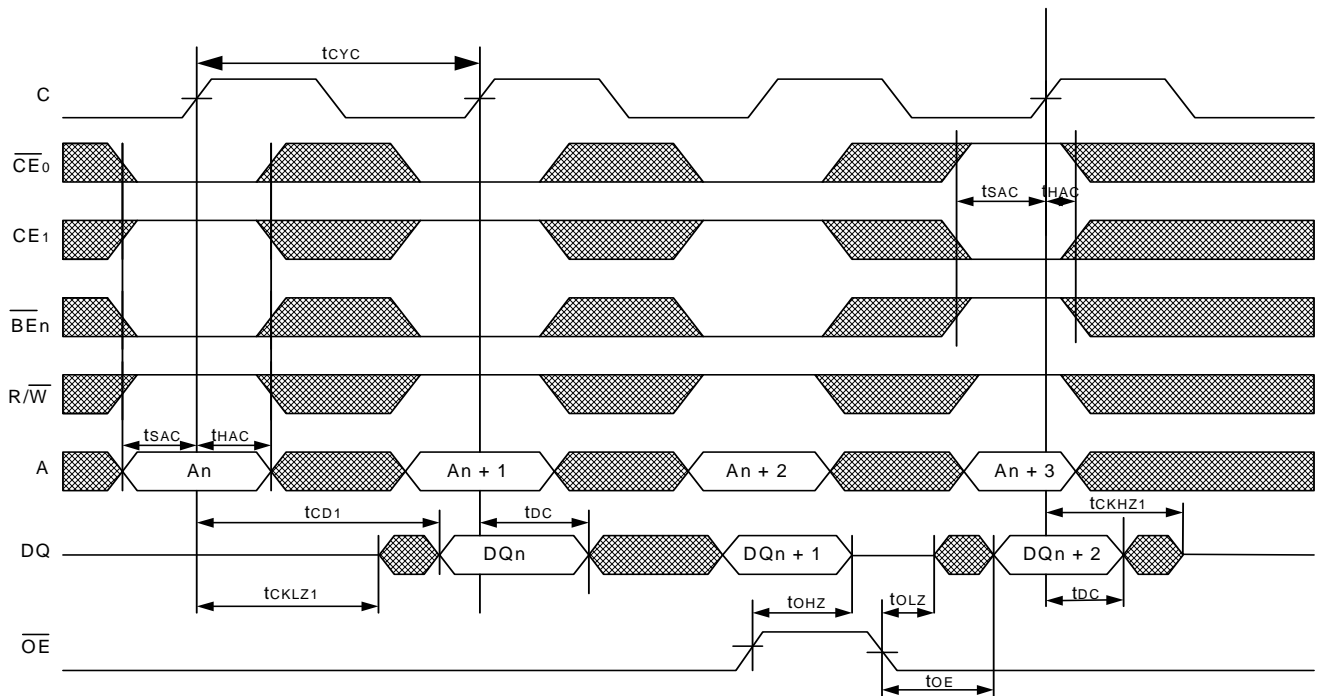 tCYC
C
CE0
CE1
BEn
R/W
tSAC tHAC
tSAC tHAC
A An An + 1 An + 2 An + 3
tCD1 tDC tCKHZ1
DQ DQn DQn + 1 DQn + 2
tCKLZ1 tOHZ tOLZ tDC
OE
tOE